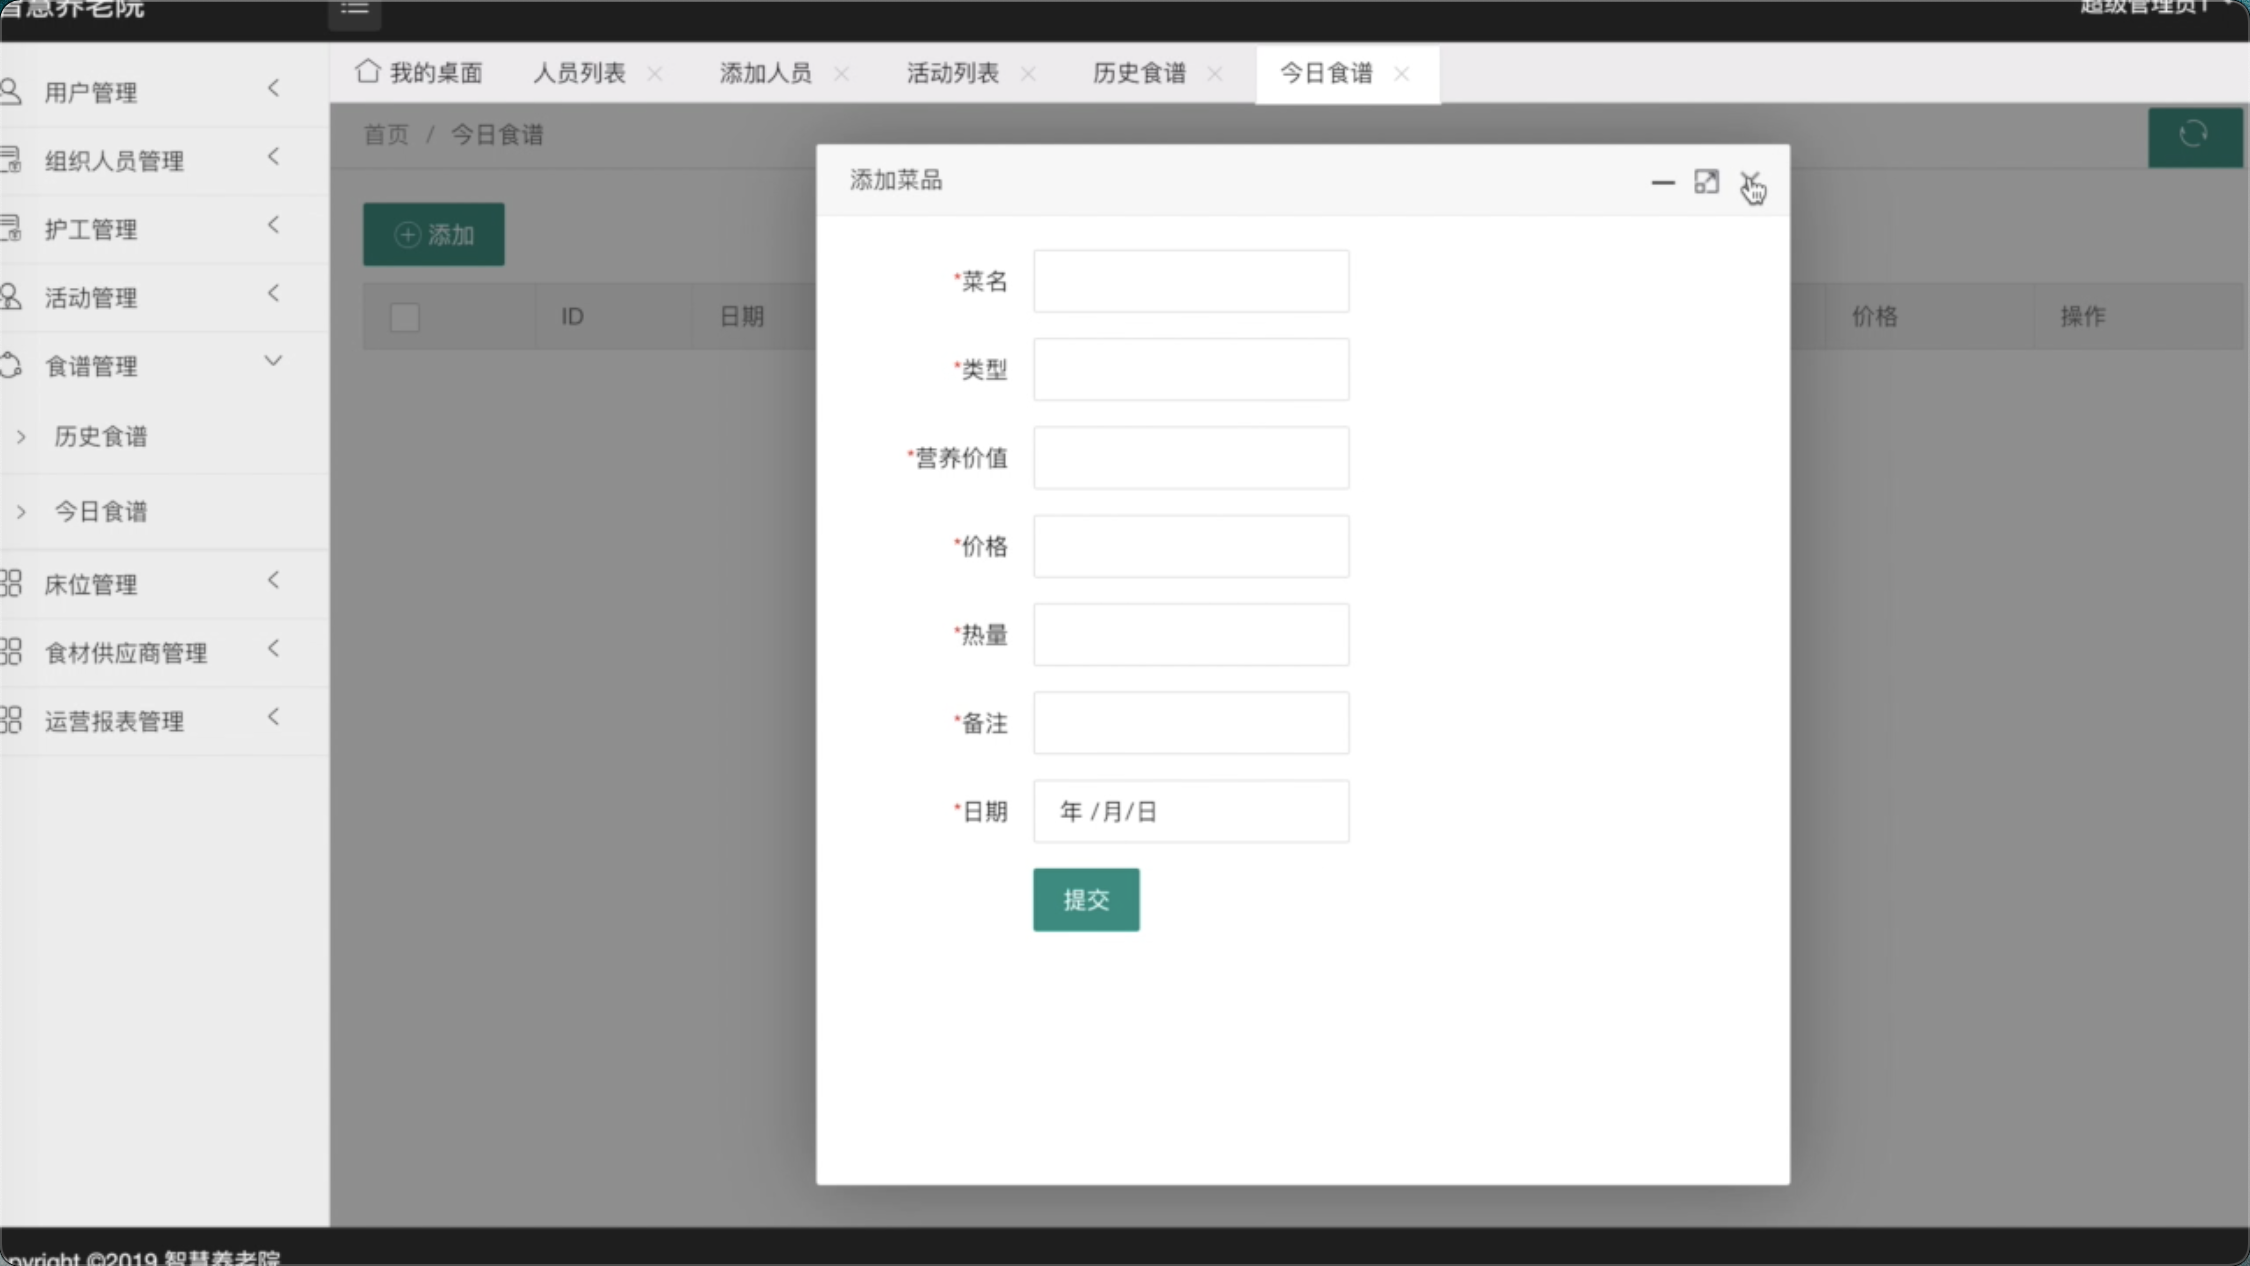 智慧养老院
超级管理员1
我的桌面 人员列表 添加人员 活动列表 历史食谱 今日食谱
用户管理
组织人员管理
护工管理
活动管理
食谱管理
历史食谱
今日食谱
床位管理
食材供应商管理
运营报表管理
首页 / 今日食谱
添加
ID 日期 价格 操作
添加菜品
*菜名
*类型
*营养价值
*价格
*热量
*备注
*日期 年 /月/日
提交
pyright ©2019 智慧养老院